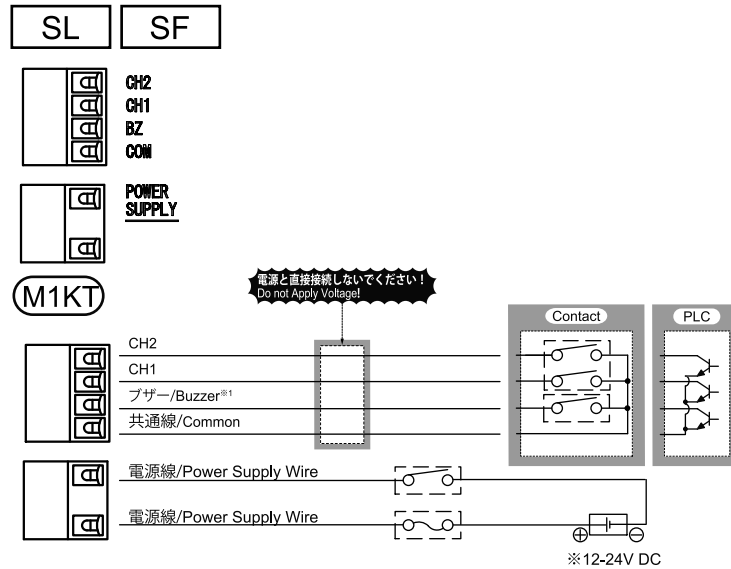 SL
SF
CH2
CH1
BZ
COM
POWER
SUPPLY
M1KT
電源と直接接続しないでください!
Do not Apply Voltage!
Contact
PLC
CH2
CH1
ブザー/Buzzer※1
共通線/Common
電源線/Power Supply Wire
電源線/Power Supply Wire
※12-24V DC